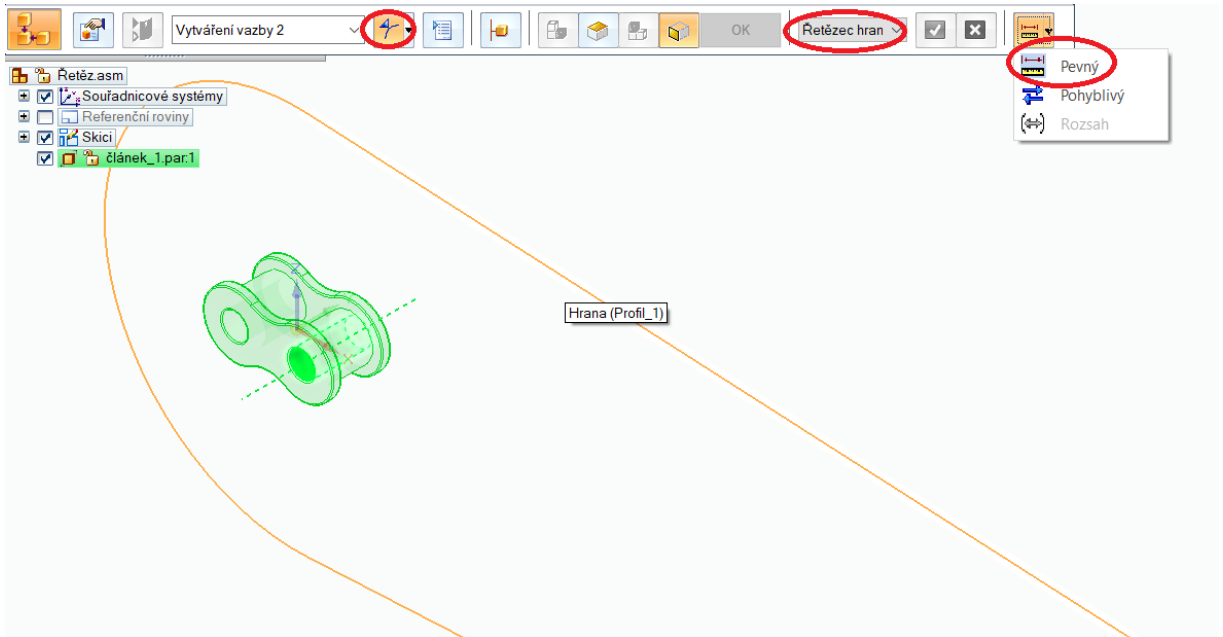 Vytváření vazby 2
OK
Řetězec hran
Pevný
Pohyblivý
Rozsah
Řetěz.asm
Souřadnicové systémy
Referenční roviny
Skici
článek_1.par:1
Z
Hrana (Profil_1)